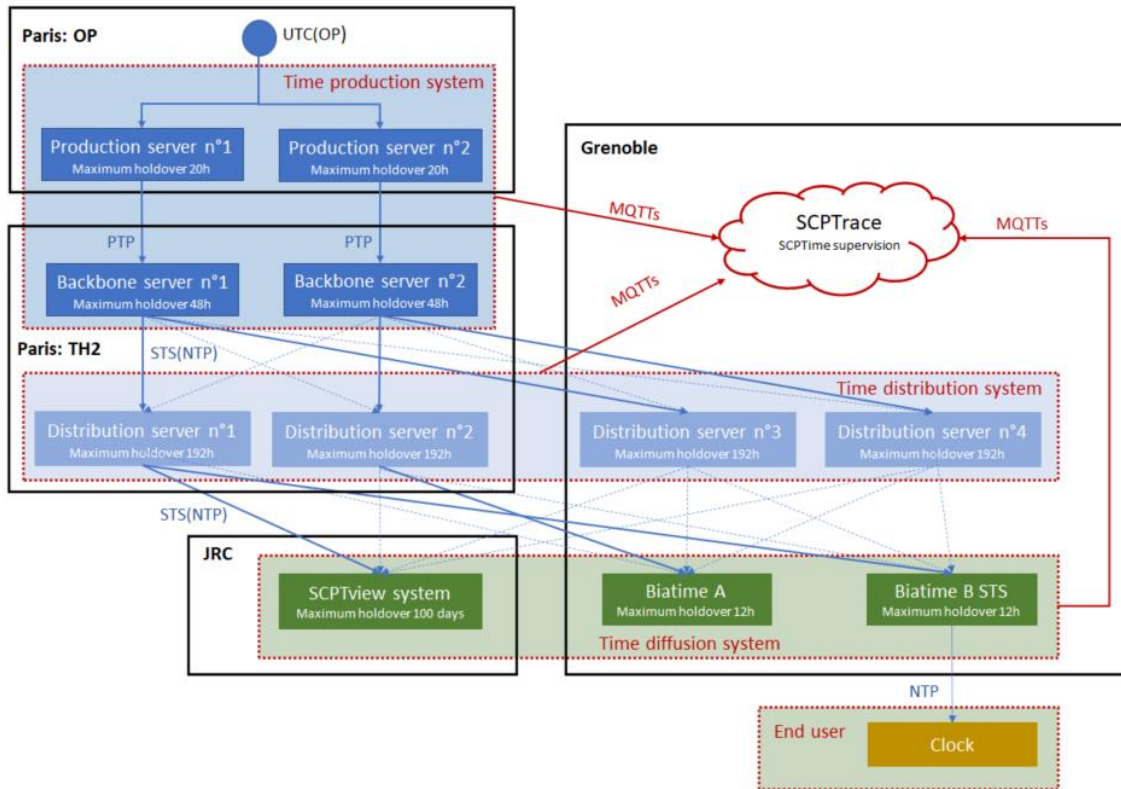 Paris: OP
UTC(OP)
Time production system
Production server n°1
Maximum holdover 20h
Production server n°2
Maximum holdover 20h
Grenoble
MQTTs
SCPTrace
SCPTime supervision
MQTTs
PTP
PTP
Backbone server n°1
Maximum holdover 48h
Backbone server n°2
Maximum holdover 48h
MQTTs
Paris: TH2
STS(NTP)
Time distribution system
Distribution server n°1
Maximum holdover 192h
Distribution server n°2
Maximum holdover 192h
Distribution server n°3
Maximum holdover 192h
Distribution server n°4
Maximum holdover 192h
STS(NTP)
JRC
SCPTview system
Maximum holdover 100 days
Biatime A
Maximum holdover 12h
Biatime B STS
Maximum holdover 12h
Time diffusion system
NTP
End user
Clock